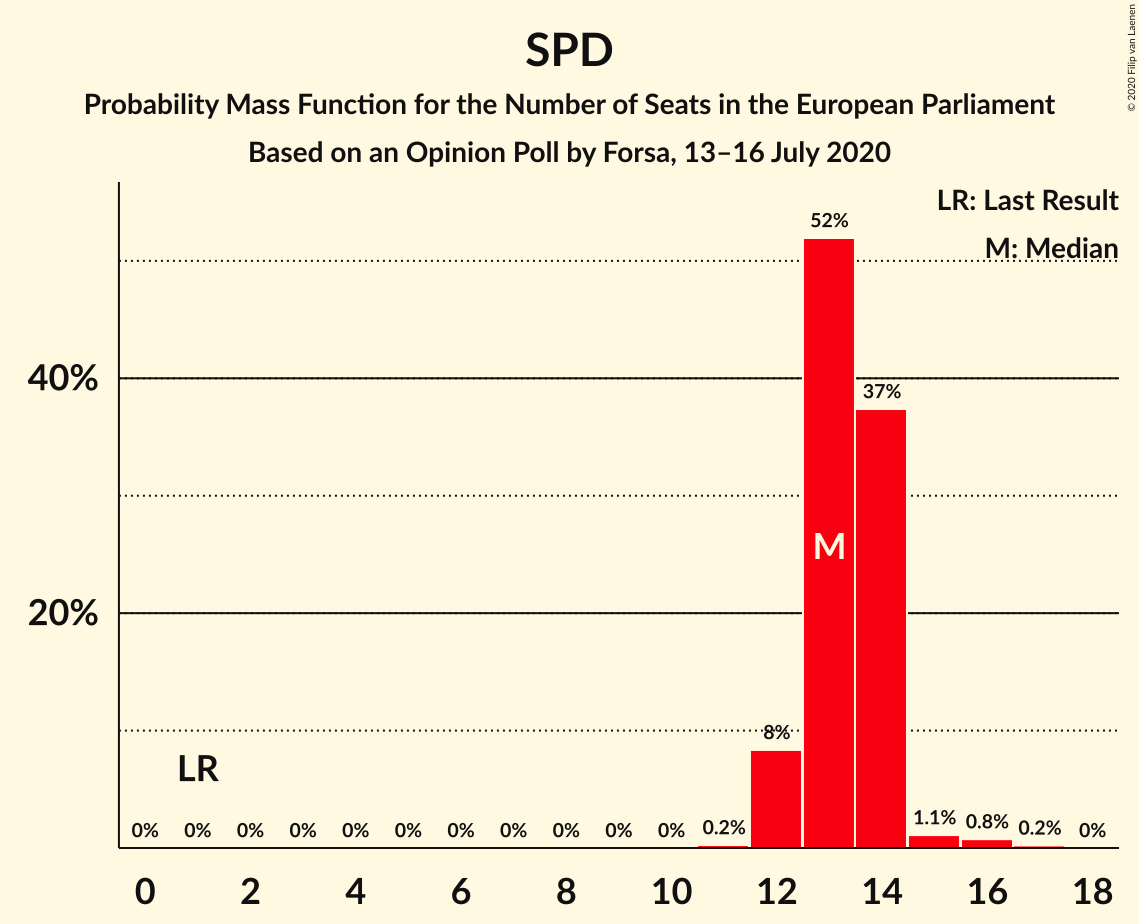 SPD
Probability Mass Function for the Number of Seats in the European Parliament
Based on an Opinion Poll by Forsa, 13–16 July 2020
© 2020 Filip van Laenen
LR: Last Result
M: Median
52%
40%
37%
M
20%
8%
LR
0% 0% 0% 0% 0% 0% 0% 0% 0% 0% 0% 0.2% 1.1% 0.8% 0.2% 0%
0 2 4 6 8 10 12 14 16 18